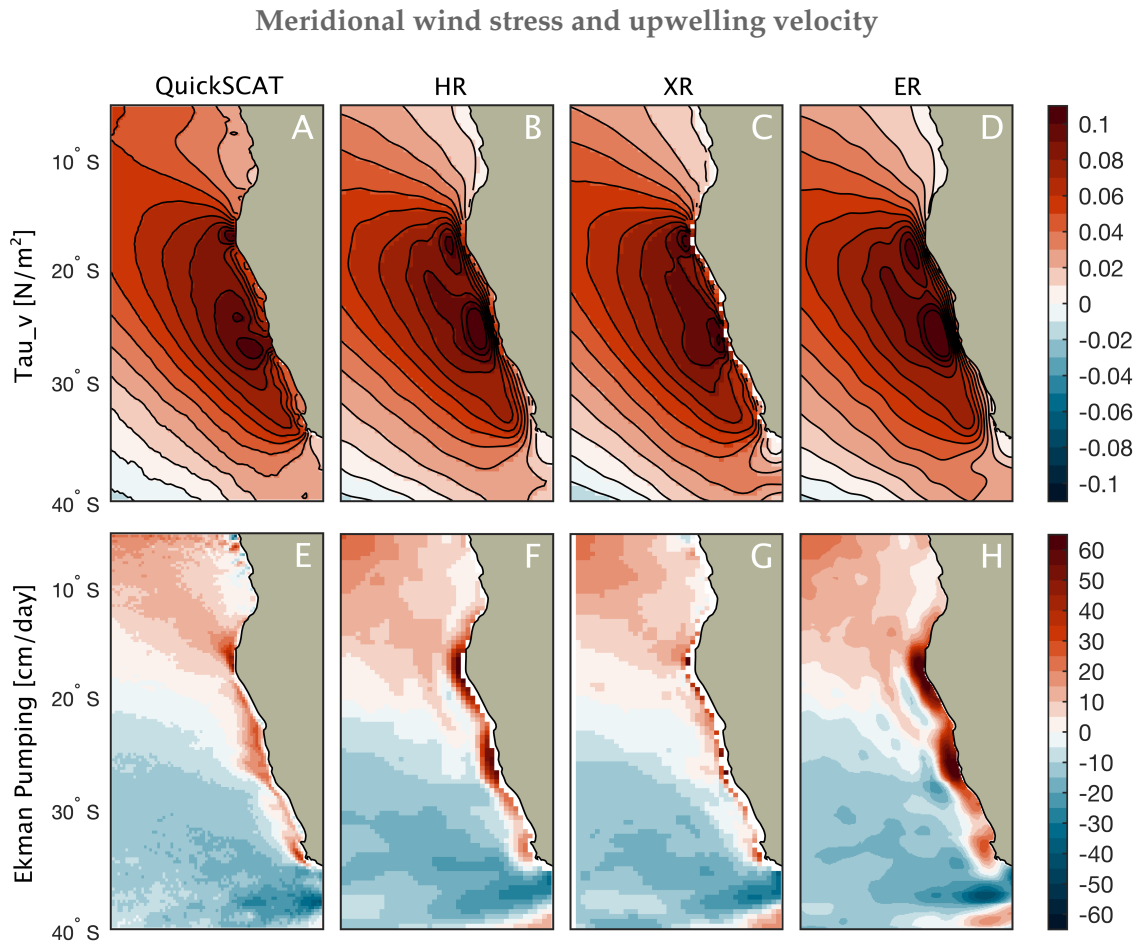 Meridional wind stress and upwelling velocity
QuickSCAT HR XR ER
A B C D
Tau_v [N/m²]
10° S
20° S
30° S
40° S
0.1
0.08
0.06
0.04
0.02
0
-0.02
-0.04
-0.06
-0.08
-0.1
E F G H
Ekman Pumping [cm/day]
10° S
20° S
30° S
40° S
60
50
40
30
20
10
0
-10
-20
-30
-40
-50
-60